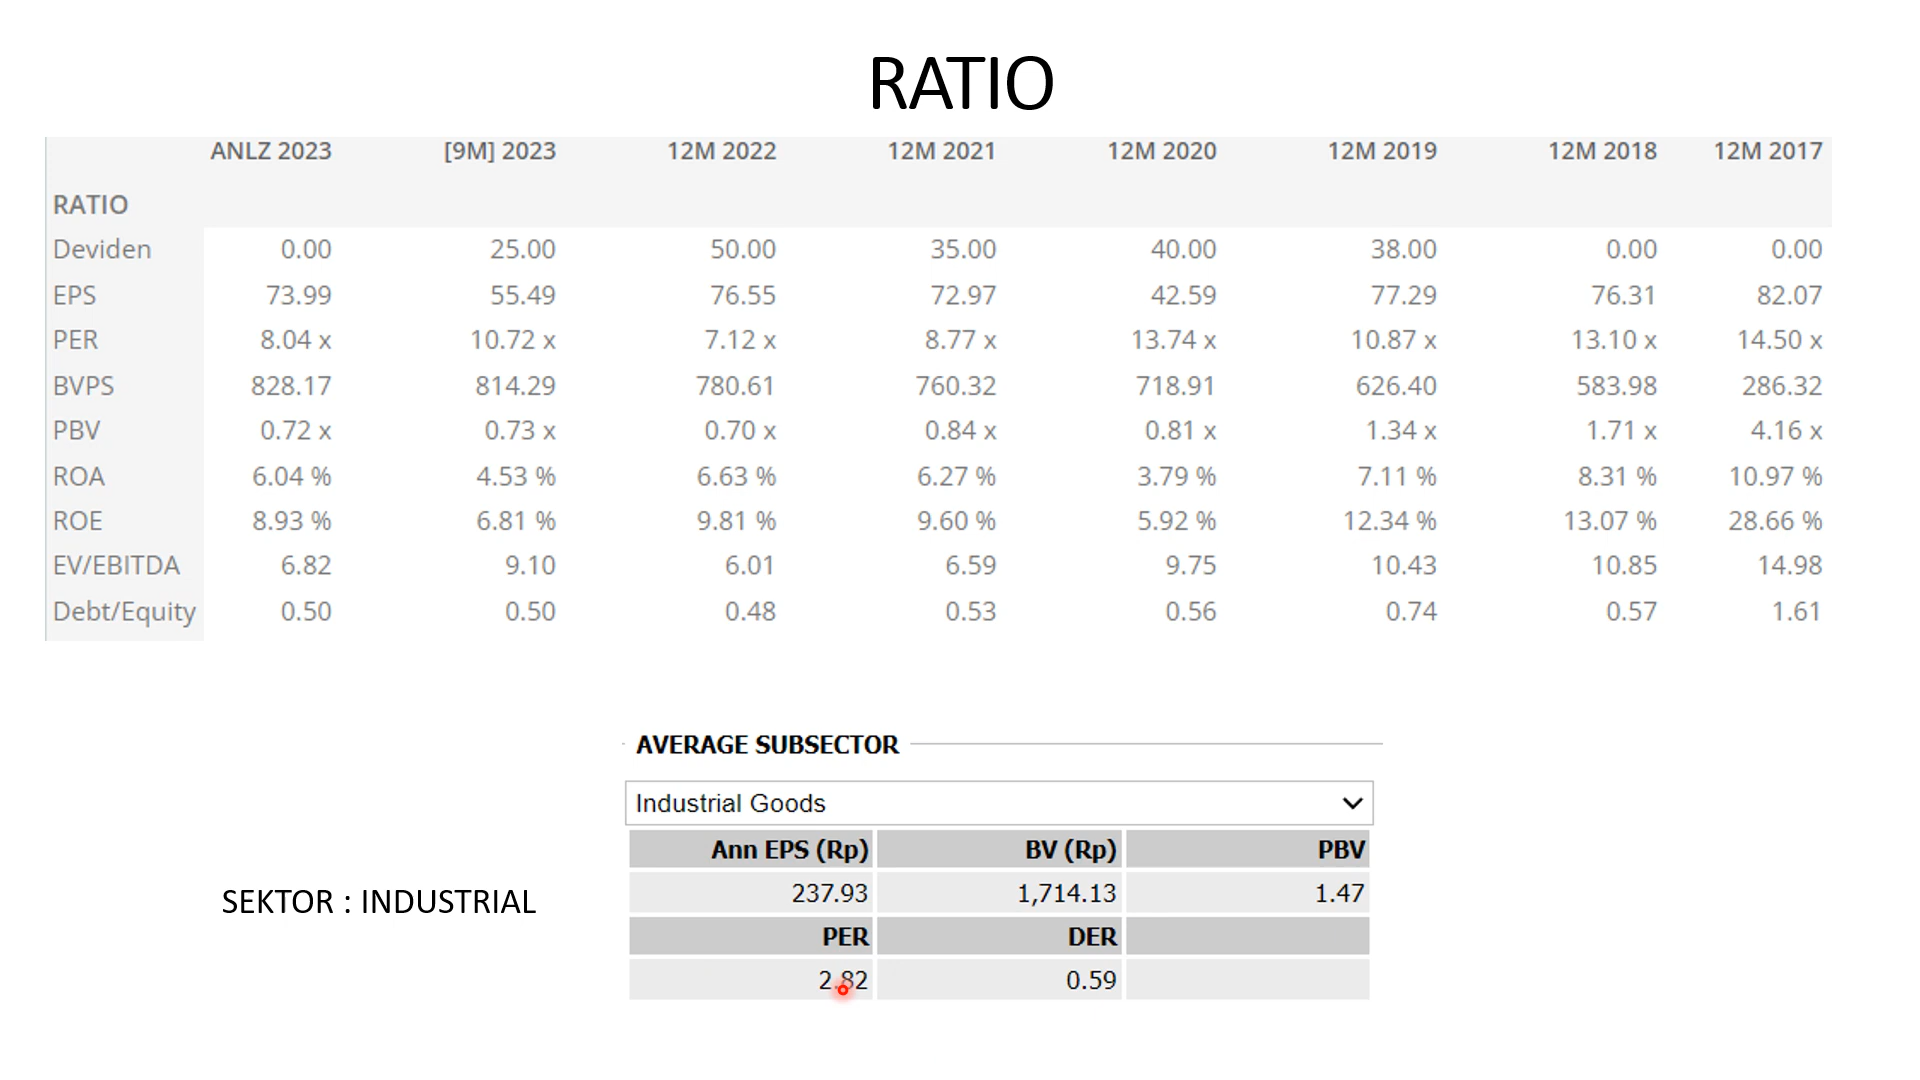 RATIO
ANLZ 2023 [9M] 2023 12M 2022 12M 2021 12M 2020 12M 2019 12M 2018 12M 2017
RATIO
Deviden 0.00 25.00 50.00 35.00 40.00 38.00 0.00 0.00
EPS 73.99 55.49 76.55 72.97 42.59 77.29 76.31 82.07
PER 8.04 x 10.72 x 7.12 x 8.77 x 13.74 x 10.87 x 13.10 x 14.50 x
BVPS 828.17 814.29 780.61 760.32 718.91 626.40 583.98 286.32
PBV 0.72 x 0.73 x 0.70 x 0.84 x 0.81 x 1.34 x 1.71 x 4.16 x
ROA 6.04 % 4.53 % 6.63 % 6.27 % 3.79 % 7.11 % 8.31 % 10.97 %
ROE 8.93 % 6.81 % 9.81 % 9.60 % 5.92 % 12.34 % 13.07 % 28.66 %
EV/EBITDA 6.82 9.10 6.01 6.59 9.75 10.43 10.85 14.98
Debt/Equity 0.50 0.50 0.48 0.53 0.56 0.74 0.57 1.61
AVERAGE SUBSECTOR
Industrial Goods
Ann EPS (Rp) BV (Rp) PBV
237.93 1,714.13 1.47
SEKTOR : INDUSTRIAL
PER DER
2.82 0.59